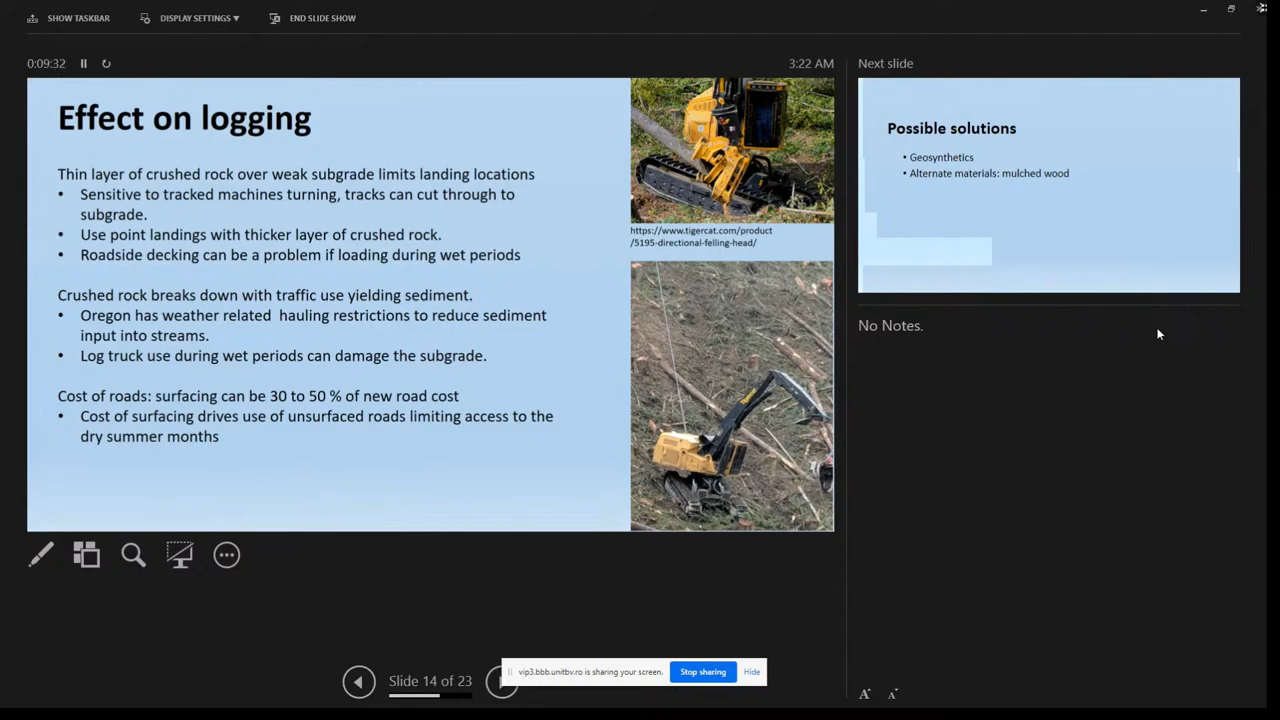 SHOW TASKBAR
DISPLAY SETTINGS ▼
END SLIDE SHOW
0:09:32
3:22 AM
Effect on logging
Thin layer of crushed rock over weak subgrade limits landing locations
• Sensitive to tracked machines turning, tracks can cut through to
subgrade.
• Use point landings with thicker layer of crushed rock.
• Roadside decking can be a problem if loading during wet periods
Crushed rock breaks down with traffic use yielding sediment.
• Oregon has weather related hauling restrictions to reduce sediment
input into streams.
• Log truck use during wet periods can damage the subgrade.
Cost of roads: surfacing can be 30 to 50 % of new road cost
• Cost of surfacing drives use of unsurfaced roads limiting access to the
dry summer months
https://www.tigercat.com/product
/5195-directional-felling-head/
Next slide
Possible solutions
• Geosynthetics
• Alternate materials: mulched wood
No Notes.
Slide 14 of 23
vip3.bbb.unitbv.ro is sharing your screen.
Stop sharing
Hide
A
A